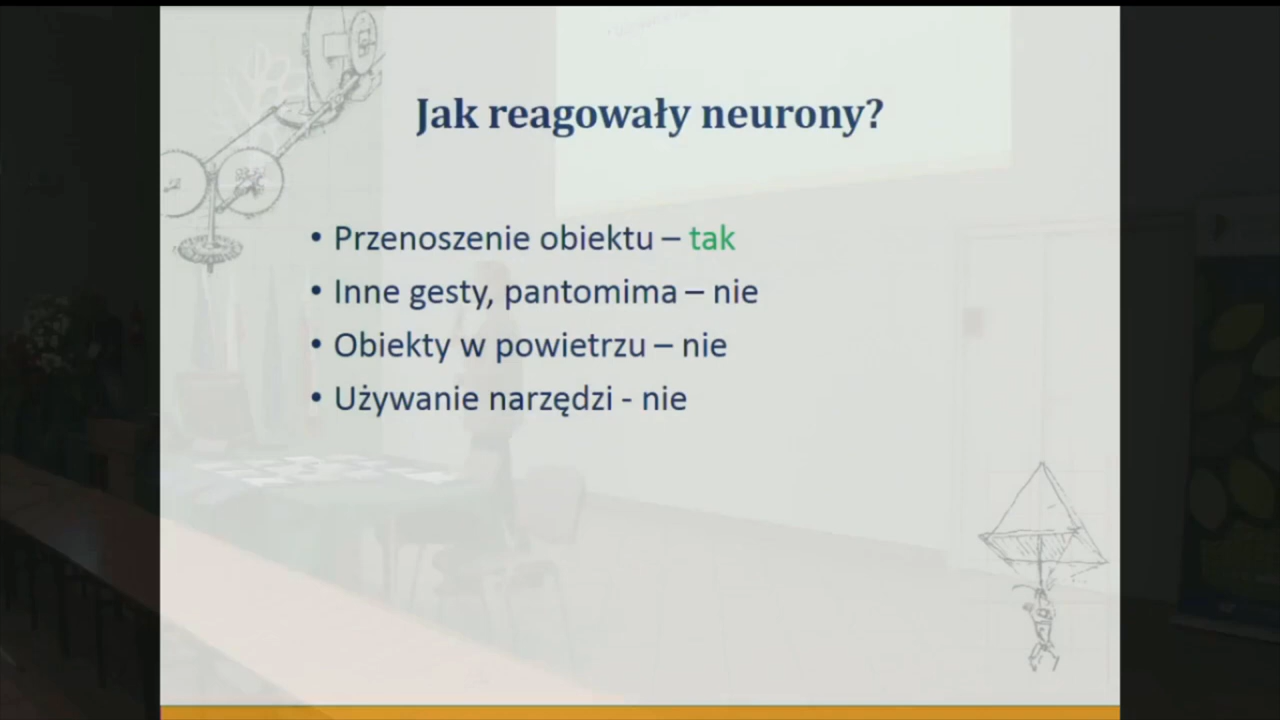 Jak reagowały neurony?
• Przenoszenie obiektu – tak
• Inne gesty, pantomima – nie
• Obiekty w powietrzu – nie
• Używanie narzędzi - nie